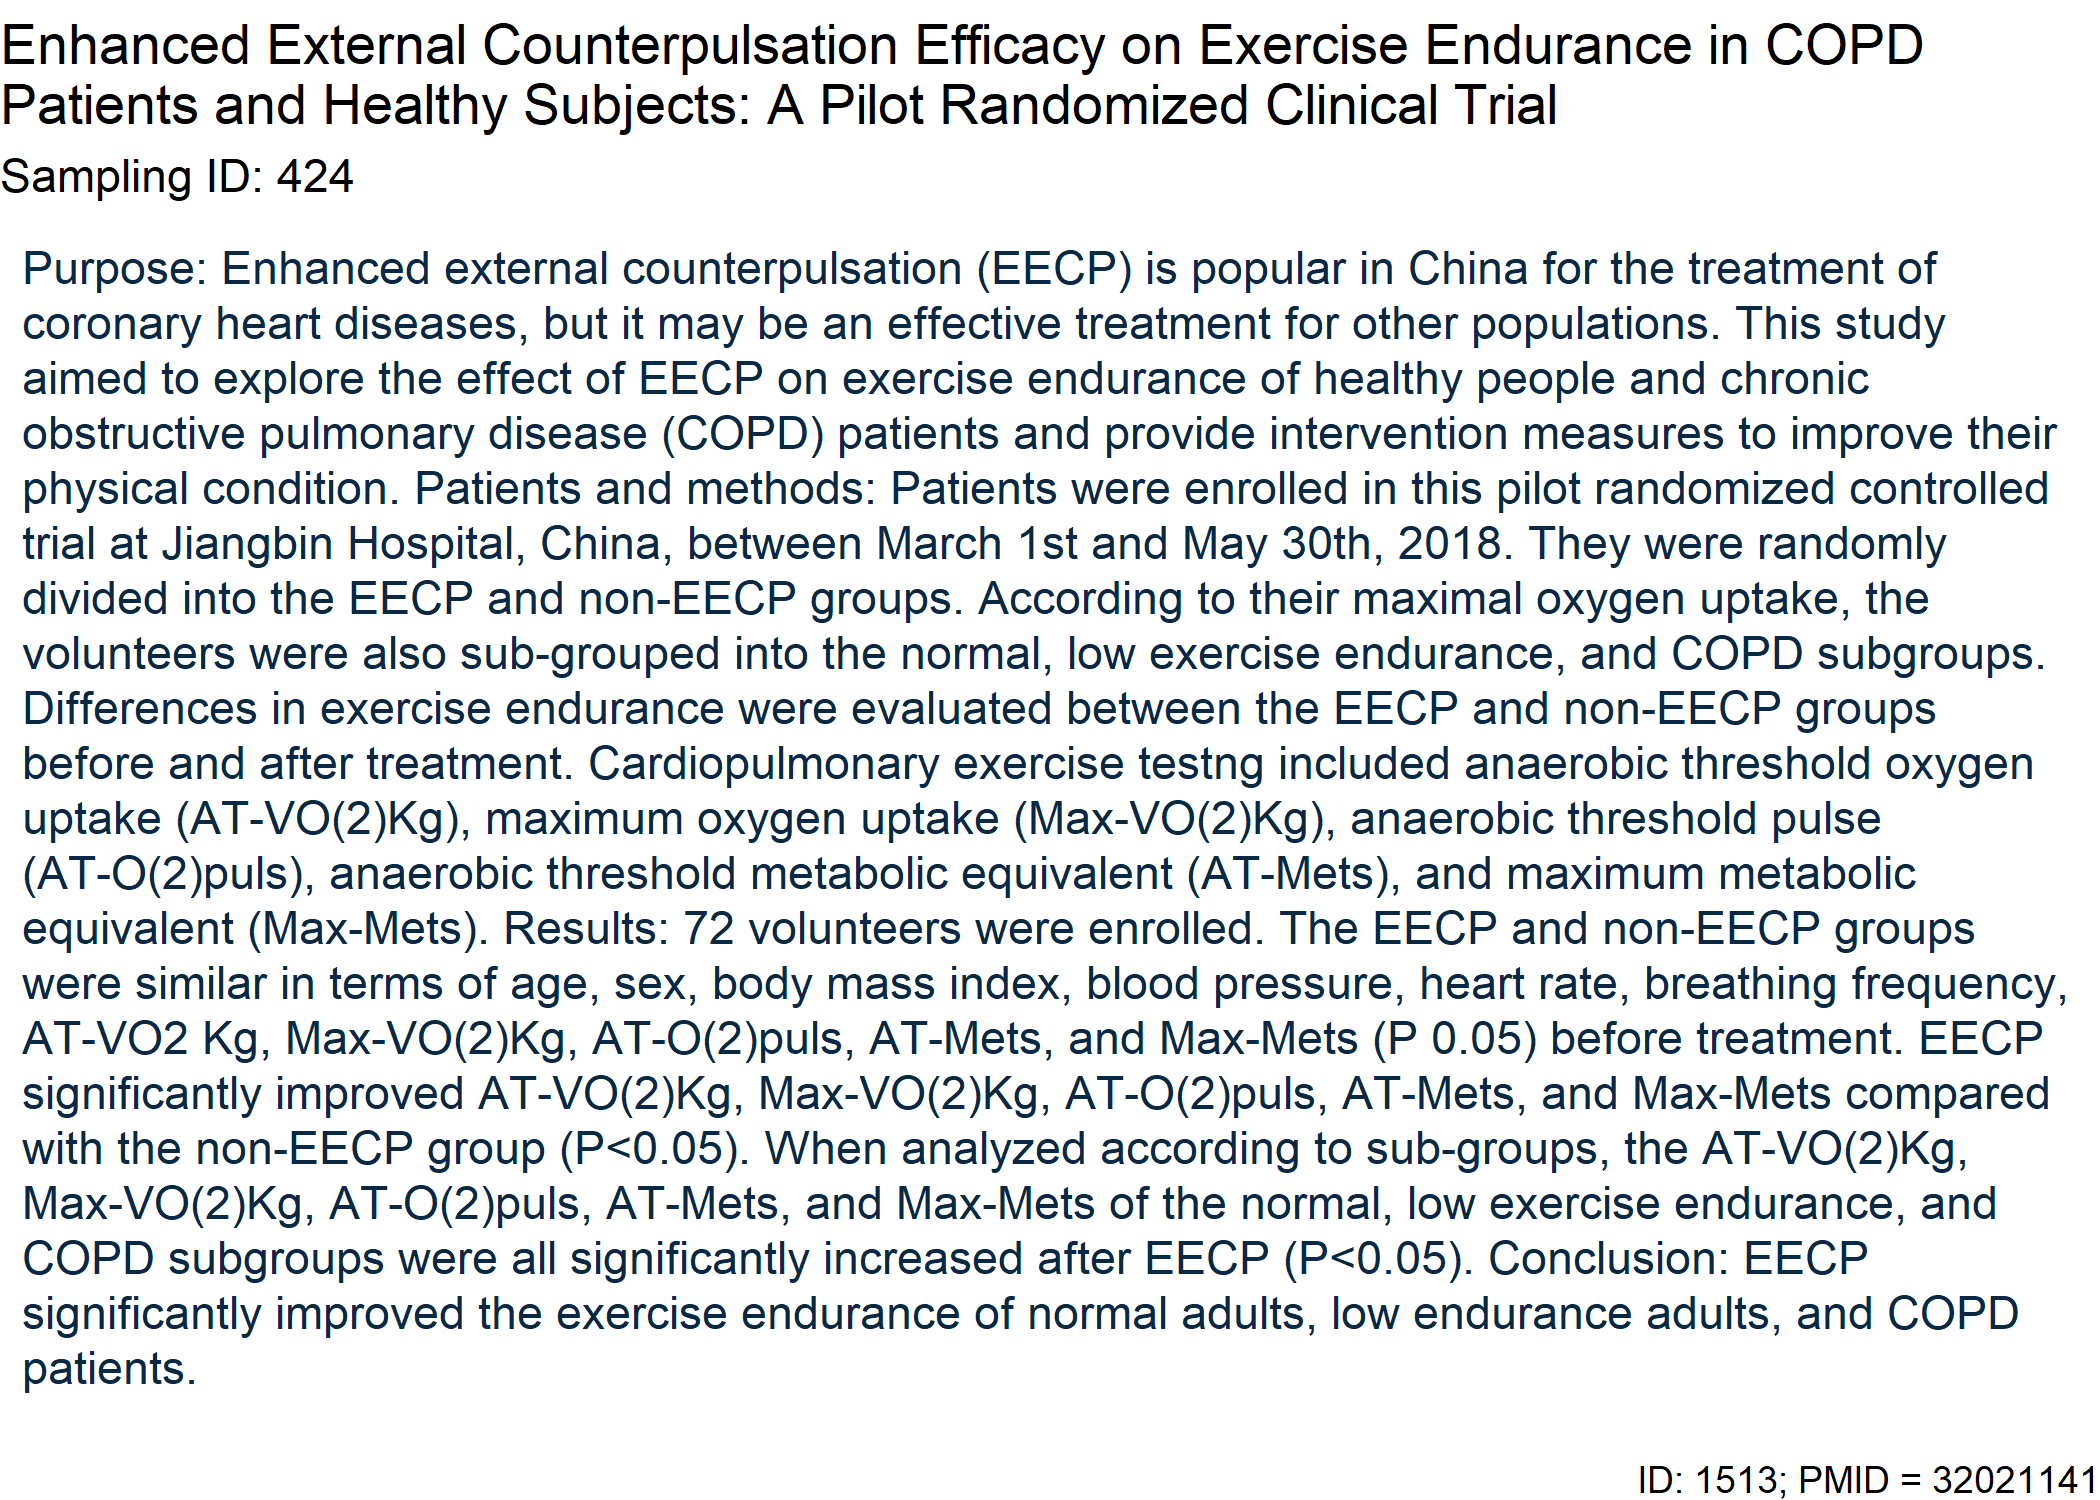 Enhanced External Counterpulsation Efficacy on Exercise Endurance in COPD
Patients and Healthy Subjects: A Pilot Randomized Clinical Trial
Sampling ID: 424
Purpose: Enhanced external counterpulsation (EECP) is popular in China for the treatment of
coronary heart diseases, but it may be an effective treatment for other populations. This study
aimed to explore the effect of EECP on exercise endurance of healthy people and chronic
obstructive pulmonary disease (COPD) patients and provide intervention measures to improve their
physical condition. Patients and methods: Patients were enrolled in this pilot randomized controlled
trial at Jiangbin Hospital, China, between March 1st and May 30th, 2018. They were randomly
divided into the EECP and non-EECP groups. According to their maximal oxygen uptake, the
volunteers were also sub-grouped into the normal, low exercise endurance, and COPD subgroups.
Differences in exercise endurance were evaluated between the EECP and non-EECP groups
before and after treatment. Cardiopulmonary exercise testng included anaerobic threshold oxygen
uptake (AT-VO(2)Kg), maximum oxygen uptake (Max-VO(2)Kg), anaerobic threshold pulse
(AT-O(2)puls), anaerobic threshold metabolic equivalent (AT-Mets), and maximum metabolic
equivalent (Max-Mets). Results: 72 volunteers were enrolled. The EECP and non-EECP groups
were similar in terms of age, sex, body mass index, blood pressure, heart rate, breathing frequency,
AT-VO2 Kg, Max-VO(2)Kg, AT-O(2)puls, AT-Mets, and Max-Mets (P 0.05) before treatment. EECP
significantly improved AT-VO(2)Kg, Max-VO(2)Kg, AT-O(2)puls, AT-Mets, and Max-Mets compared
with the non-EECP group (P<0.05). When analyzed according to sub-groups, the AT-VO(2)Kg,
Max-VO(2)Kg, AT-O(2)puls, AT-Mets, and Max-Mets of the normal, low exercise endurance, and
COPD subgroups were all significantly increased after EECP (P<0.05). Conclusion: EECP
significantly improved the exercise endurance of normal adults, low endurance adults, and COPD
patients.
ID: 1513; PMID = 32021141